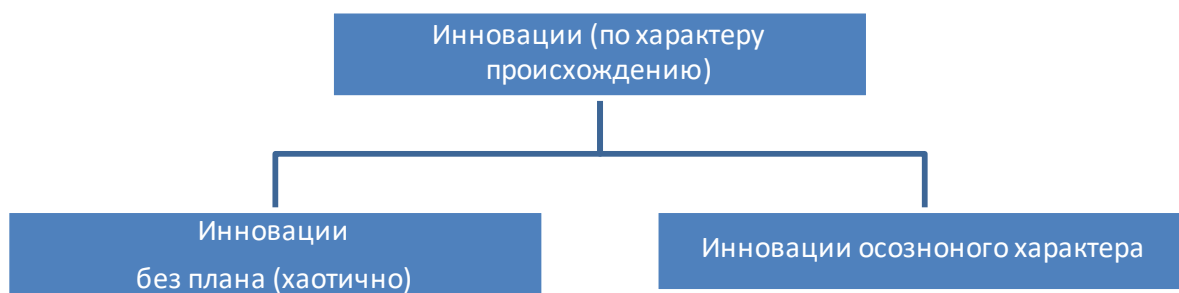 Инновации (по характеру
происхождению)
Инновации
без плана (хаотично)
Инновации осозноного характера